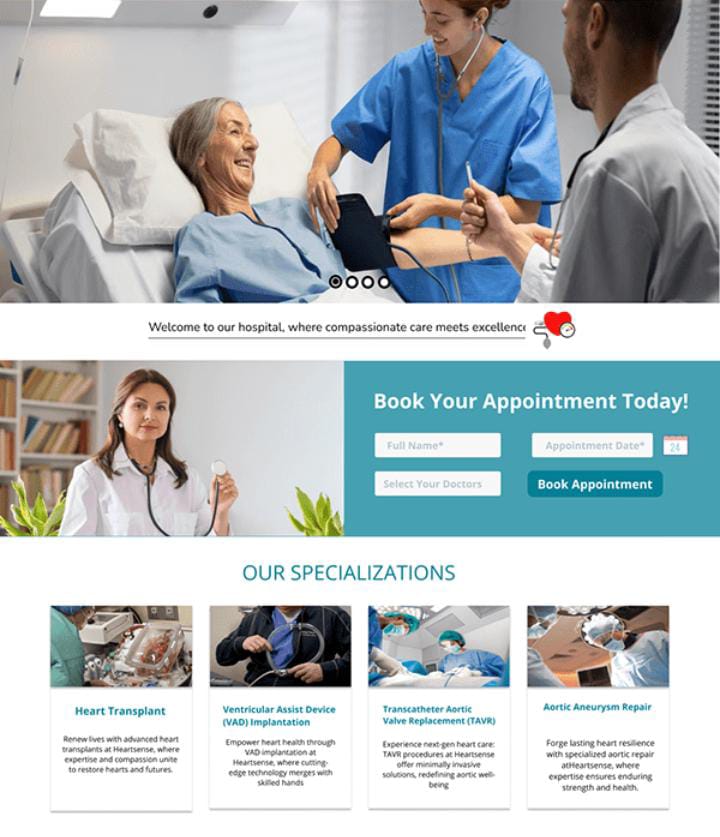 Welcome to our hospital, where compassionate care meets excellence
Book Your Appointment Today!
Full Name*
Appointment Date*
24
Select Your Doctors
Book Appointment
OUR SPECIALIZATIONS
Heart Transplant
Renew lives with advanced heart
transplants at Heartsense, where
expertise and compassion unite
to restore hearts and futures.
Ventricular Assist Device
(VAD) Implantation
Empower heart health through
VAD implantation at
Heartsense, where cutting-
edge technology merges with
skilled hands
Transcatheter Aortic
Valve Replacement (TAVR)
Experience next-gen heart care:
TAVR procedures at Heartsense
offer minimally invasive
solutions, redefining aortic well-
being
Aortic Aneurysm Repair
Forge lasting heart resilience
with specialized aortic repair
atHeartsense, where
expertise ensures enduring
strength and health.